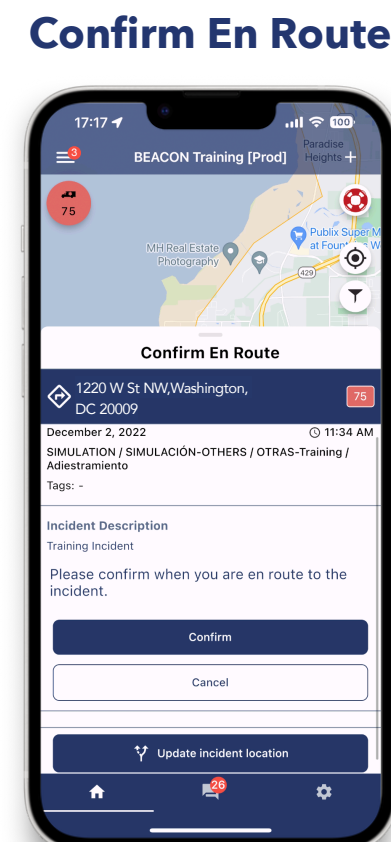 Confirm En Route
17:17
100
3
BEACON Training [Prod]
Paradise
Heights
75
MH Real Estate
Photography
Publix Super M
at Fount
W
429
Confirm En Route
1220 W St NW,Washington,
DC 20009
75
December 2, 2022
11:34 AM
SIMULATION / SIMULACIÓN-OTHERS / OTRAS-Training /
Adiestramiento
Tags: -
Incident Description
Training Incident
Please confirm when you are en route to the
incident.
Confirm
Cancel
Update incident location
26